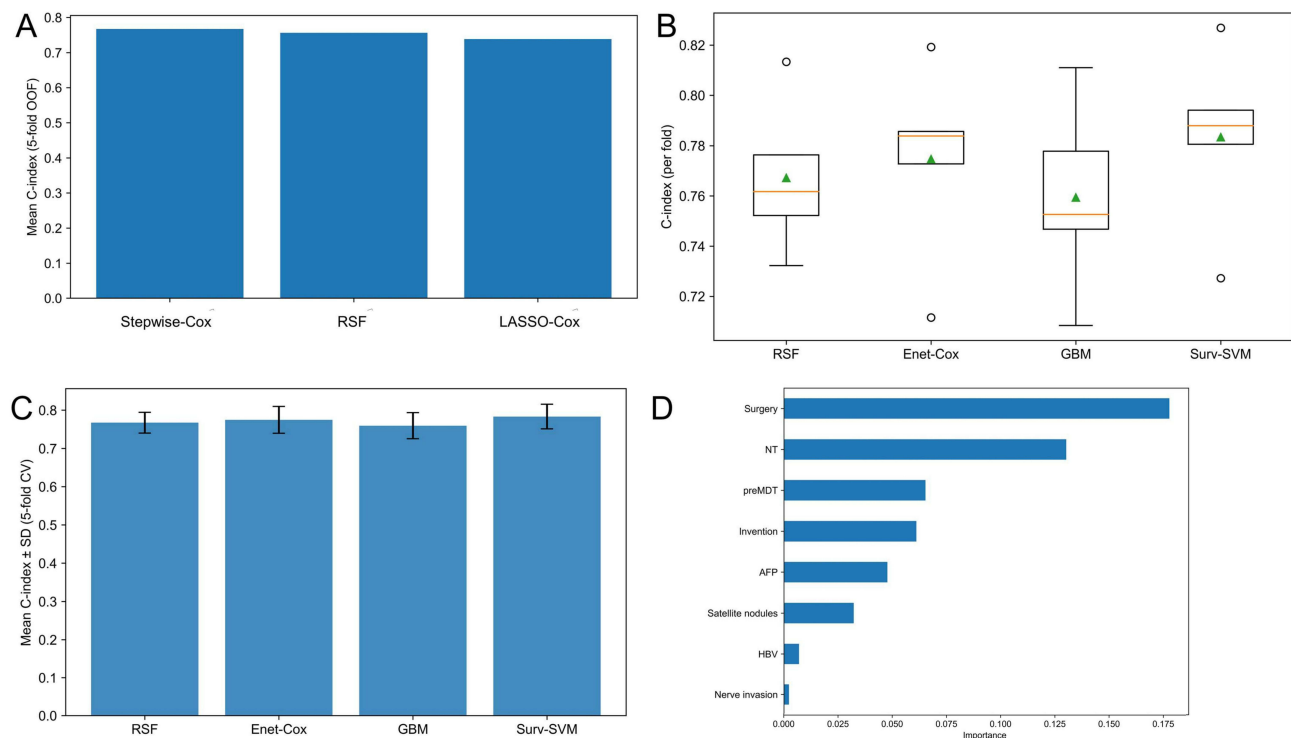 A
Mean C-index (5-fold OOF)
0.8
0.7
0.6
0.5
0.4
0.3
0.2
0.1
0.0
Stepwise-Cox RSF LASSO-Cox
B
C-index (per fold)
0.82
0.80
0.78
0.76
0.74
0.72
RSF Enet-Cox GBM Surv-SVM
C
Mean C-index ± SD (5-fold CV)
0.8
0.7
0.6
0.5
0.4
0.3
0.2
0.1
0.0
RSF Enet-Cox GBM Surv-SVM
D
Surgery
NT
preMDT
Invention
AFP
Satellite nodules
HBV
Nerve invasion
0.000 0.025 0.050 0.075 0.100 0.125 0.150 0.175
Importance